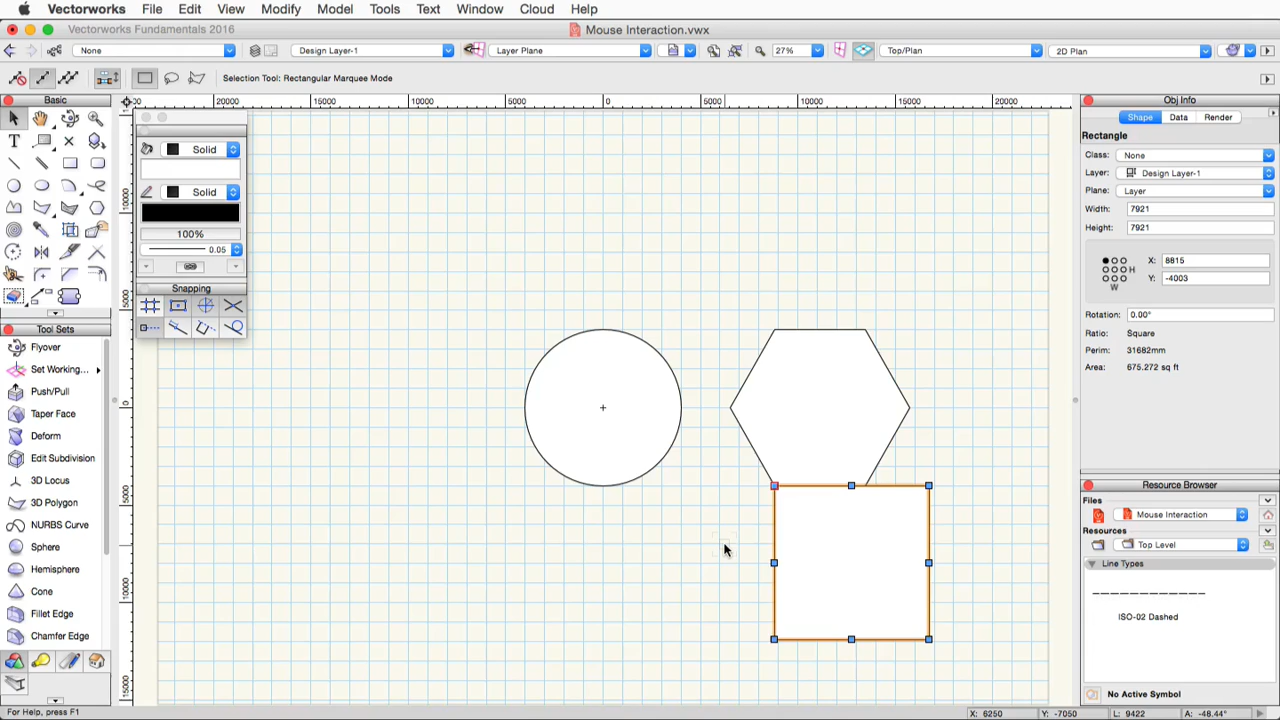 Vectorworks File Edit View Modify Model Tools Text Window Cloud Help
Vectorworks Fundamentals 2016 Mouse Interaction.vwx
None Design Layer-1 Layer Plane 27% Top/Plan 2D Plan
Selection Tool: Rectangular Marquee Mode
Basic
20000 15000 10000 5000 0 5000 10000 15000 20000
Solid
Solid
100%
0.05
Snapping
10000
5000
0
5000
10000
15000
Tool Sets
Flyover
Set Working...
Push/Pull
Taper Face
Deform
Edit Subdivision
3D Locus
3D Polygon
NURBS Curve
Sphere
Hemisphere
Cone
Fillet Edge
Chamfer Edge
For Help, press F1
Obj Info
Shape Data Render
Rectangle
Class: None
Layer: Design Layer-1
Plane: Layer
Width: 7921
Height: 7921
X: 8815
H
Y: -4003
W
Rotation: 0.00°
Ratio: Square
Perim: 31682mm
Area: 675.272 sq ft
Resource Browser
Files
Mouse Interaction
Resources
Top Level
Line Types
ISO-02 Dashed
No Active Symbol
X: 6250 Y: -7050 L: 9422 A: -48.44°